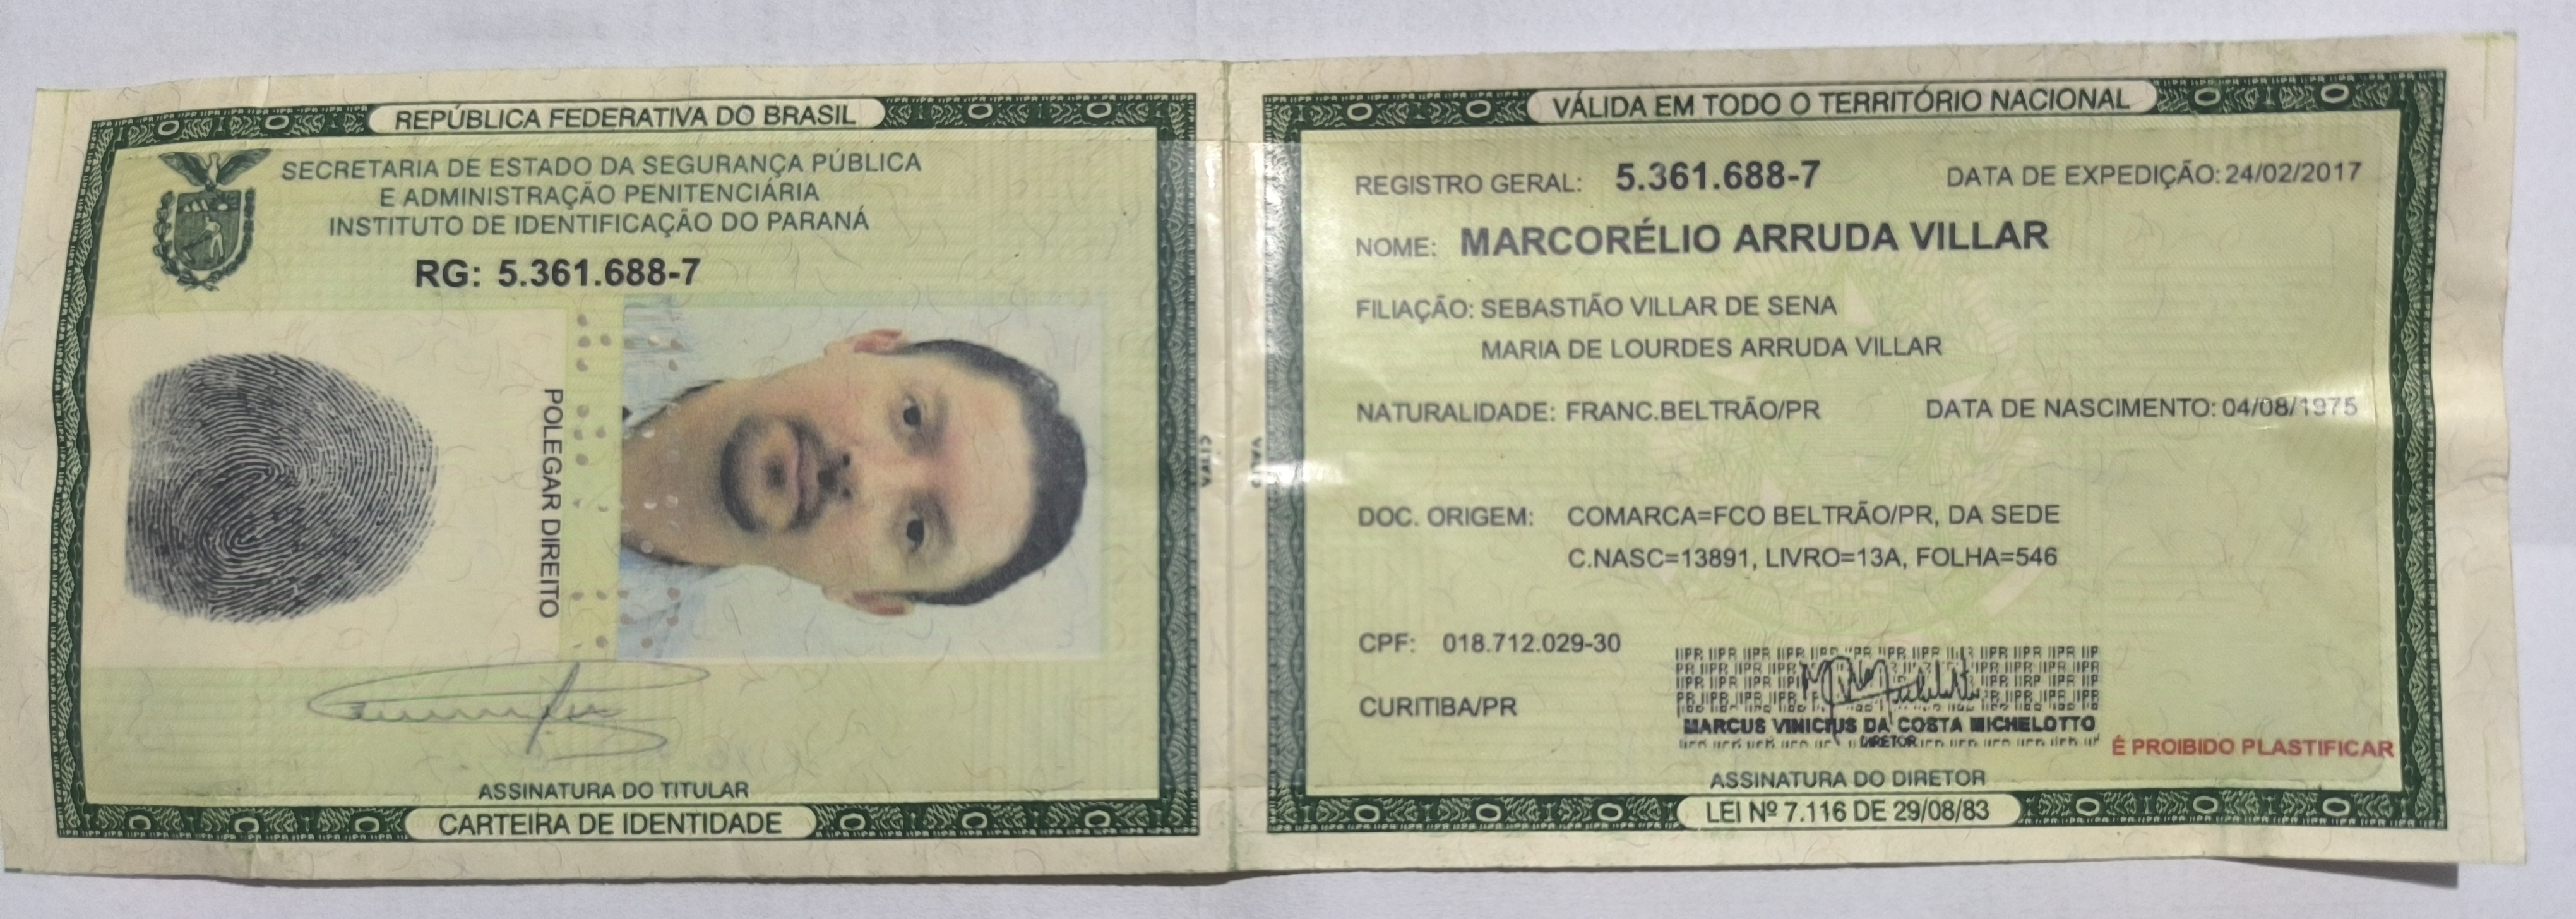 REPÚBLICA FEDERATIVA DO BRASIL
SECRETARIA DE ESTADO DA SEGURANÇA PÚBLICA
E ADMINISTRAÇÃO PENITENCIÁRIA
INSTITUTO DE IDENTIFICAÇÃO DO PARANÁ
RG: 5.361.688-7
POLEGAR DIREITO
ASSINATURA DO TITULAR
CARTEIRA DE IDENTIDADE
VÁLIDA EM TODO O TERRITÓRIO NACIONAL
REGISTRO GERAL: 5.361.688-7 DATA DE EXPEDIÇÃO: 24/02/2017
NOME: MARCORÉLIO ARRUDA VILLAR
FILIAÇÃO: SEBASTIÃO VILLAR DE SENA
MARIA DE LOURDES ARRUDA VILLAR
NATURALIDADE: FRANC.BELTRÃO/PR DATA DE NASCIMENTO: 04/08/1975
DOC. ORIGEM: COMARCA=FCO BELTRÃO/PR, DA SEDE
C.NASC=13891, LIVRO=13A, FOLHA=546
CPF: 018.712.029-30
CURITIBA/PR
MARCUS VINICIUS DA COSTA MICHELOTTO
DIRETOR
É PROIBIDO PLASTIFICAR
ASSINATURA DO DIRETOR
LEI Nº 7.116 DE 29/08/83